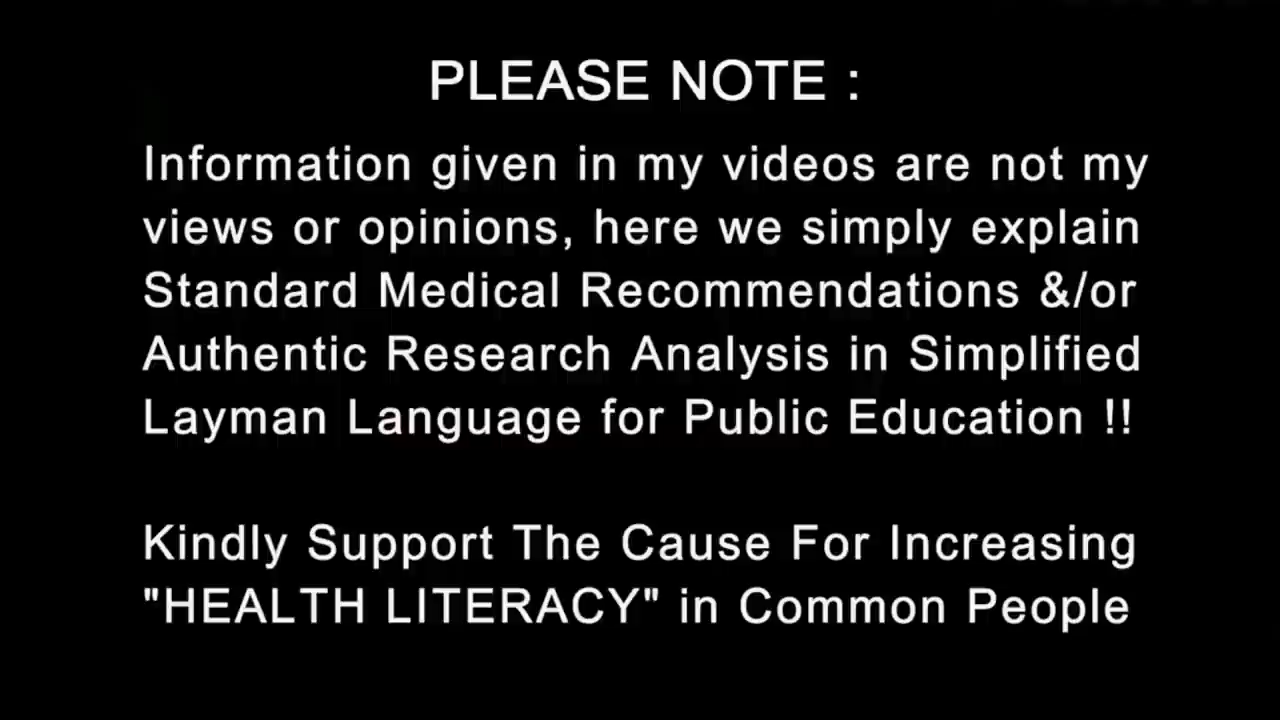 PLEASE NOTE :
Information given in my videos are not my
views or opinions, here we simply explain
Standard Medical Recommendations &/or
Authentic Research Analysis in Simplified
Layman Language for Public Education !!
Kindly Support The Cause For Increasing
"HEALTH LITERACY" in Common People